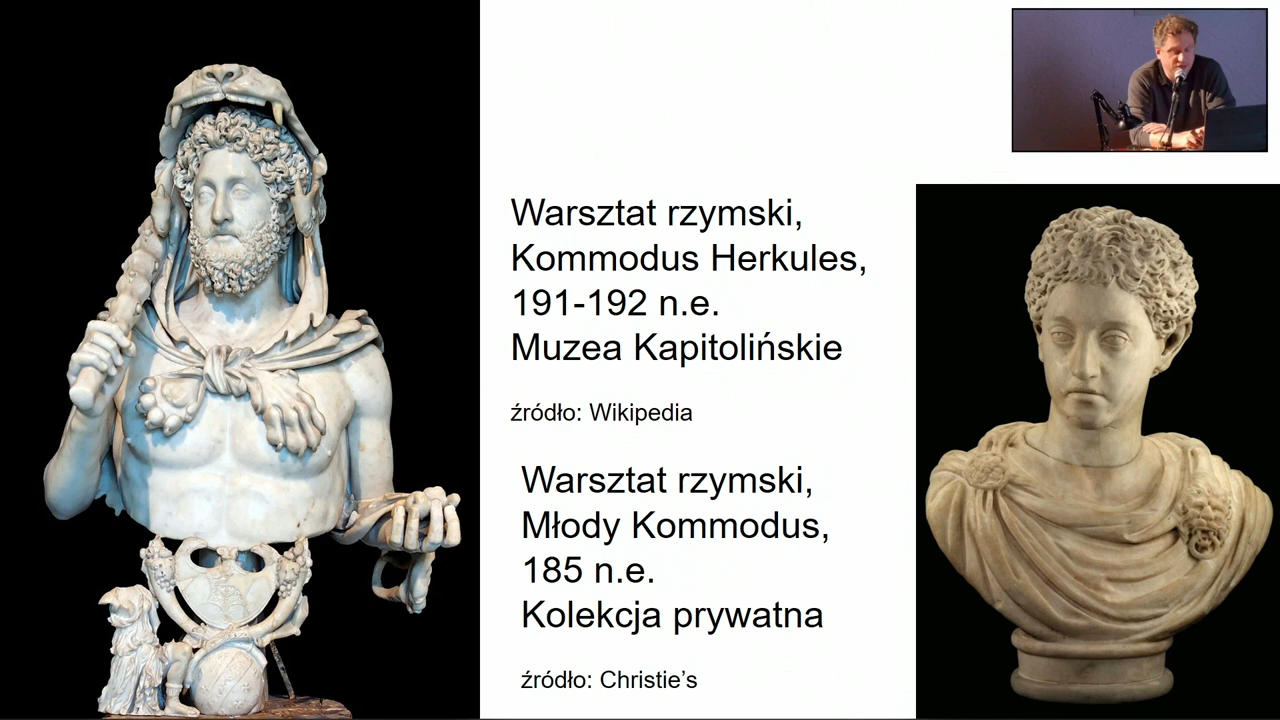 Warsztat rzymski,
Kommodus Herkules,
191-192 n.e.
Muzea Kapitolińskie
źródło: Wikipedia
Warsztat rzymski,
Młody Kommodus,
185 n.e.
Kolekcja prywatna
źródło: Christie’s